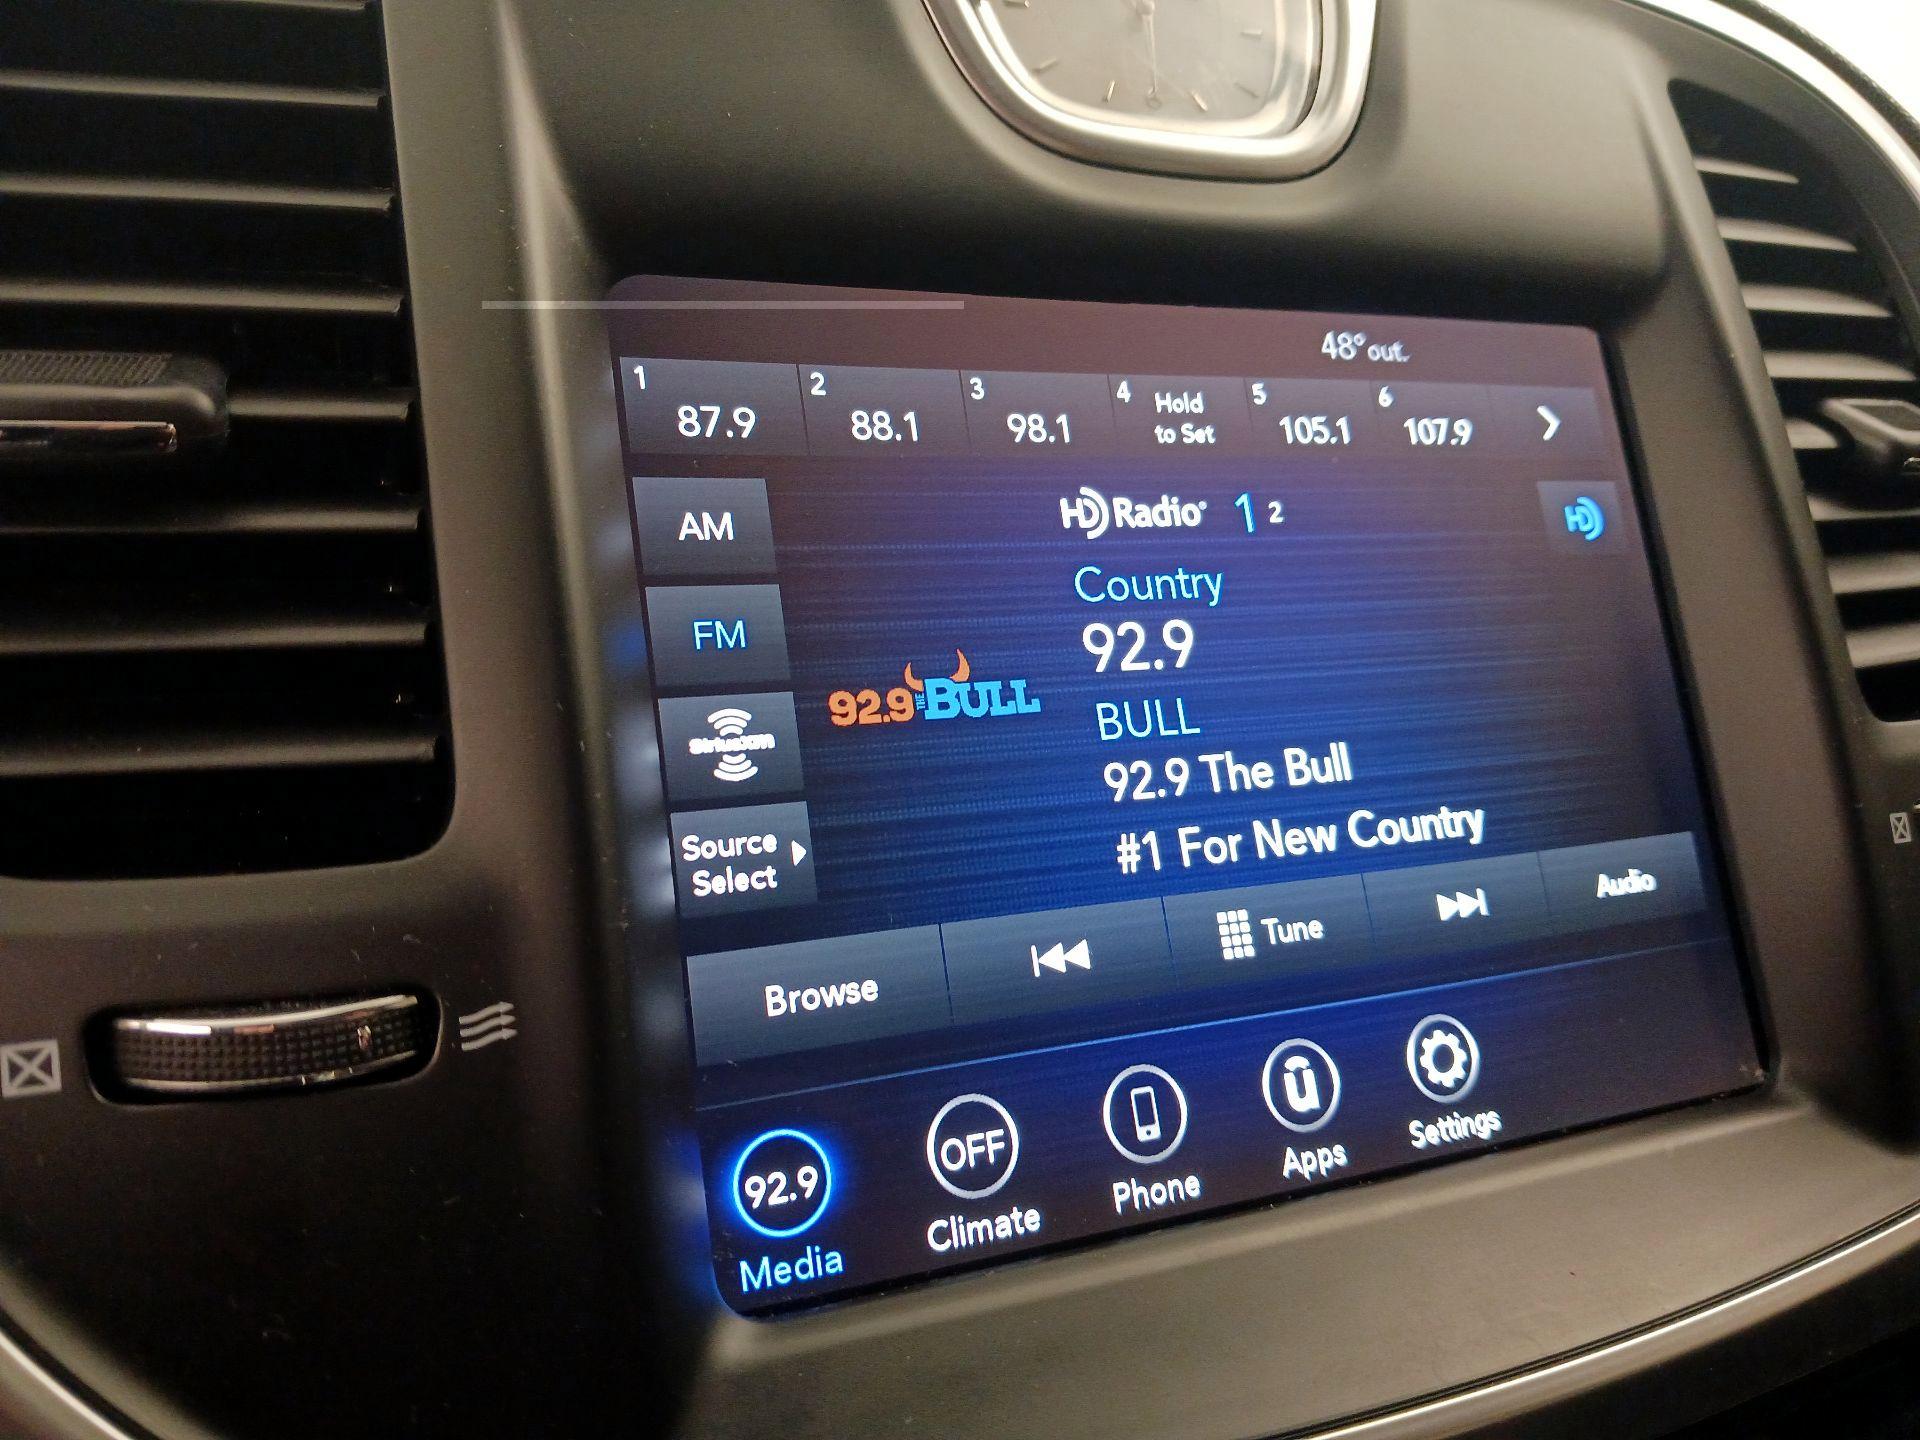 48° out.
1 87.9
2 88.1
3 98.1
4 Hold to Set
5 105.1
6 107.9
AM
HD Radio 1 2
HD
Country
FM
92.9
92.9 THE BULL
BULL
SiriusXM
92.9 The Bull
Source
Select
#1 For New Country
Browse
Tune
Audio
92.9
OFF
Media
Climate
Phone
Apps
Settings